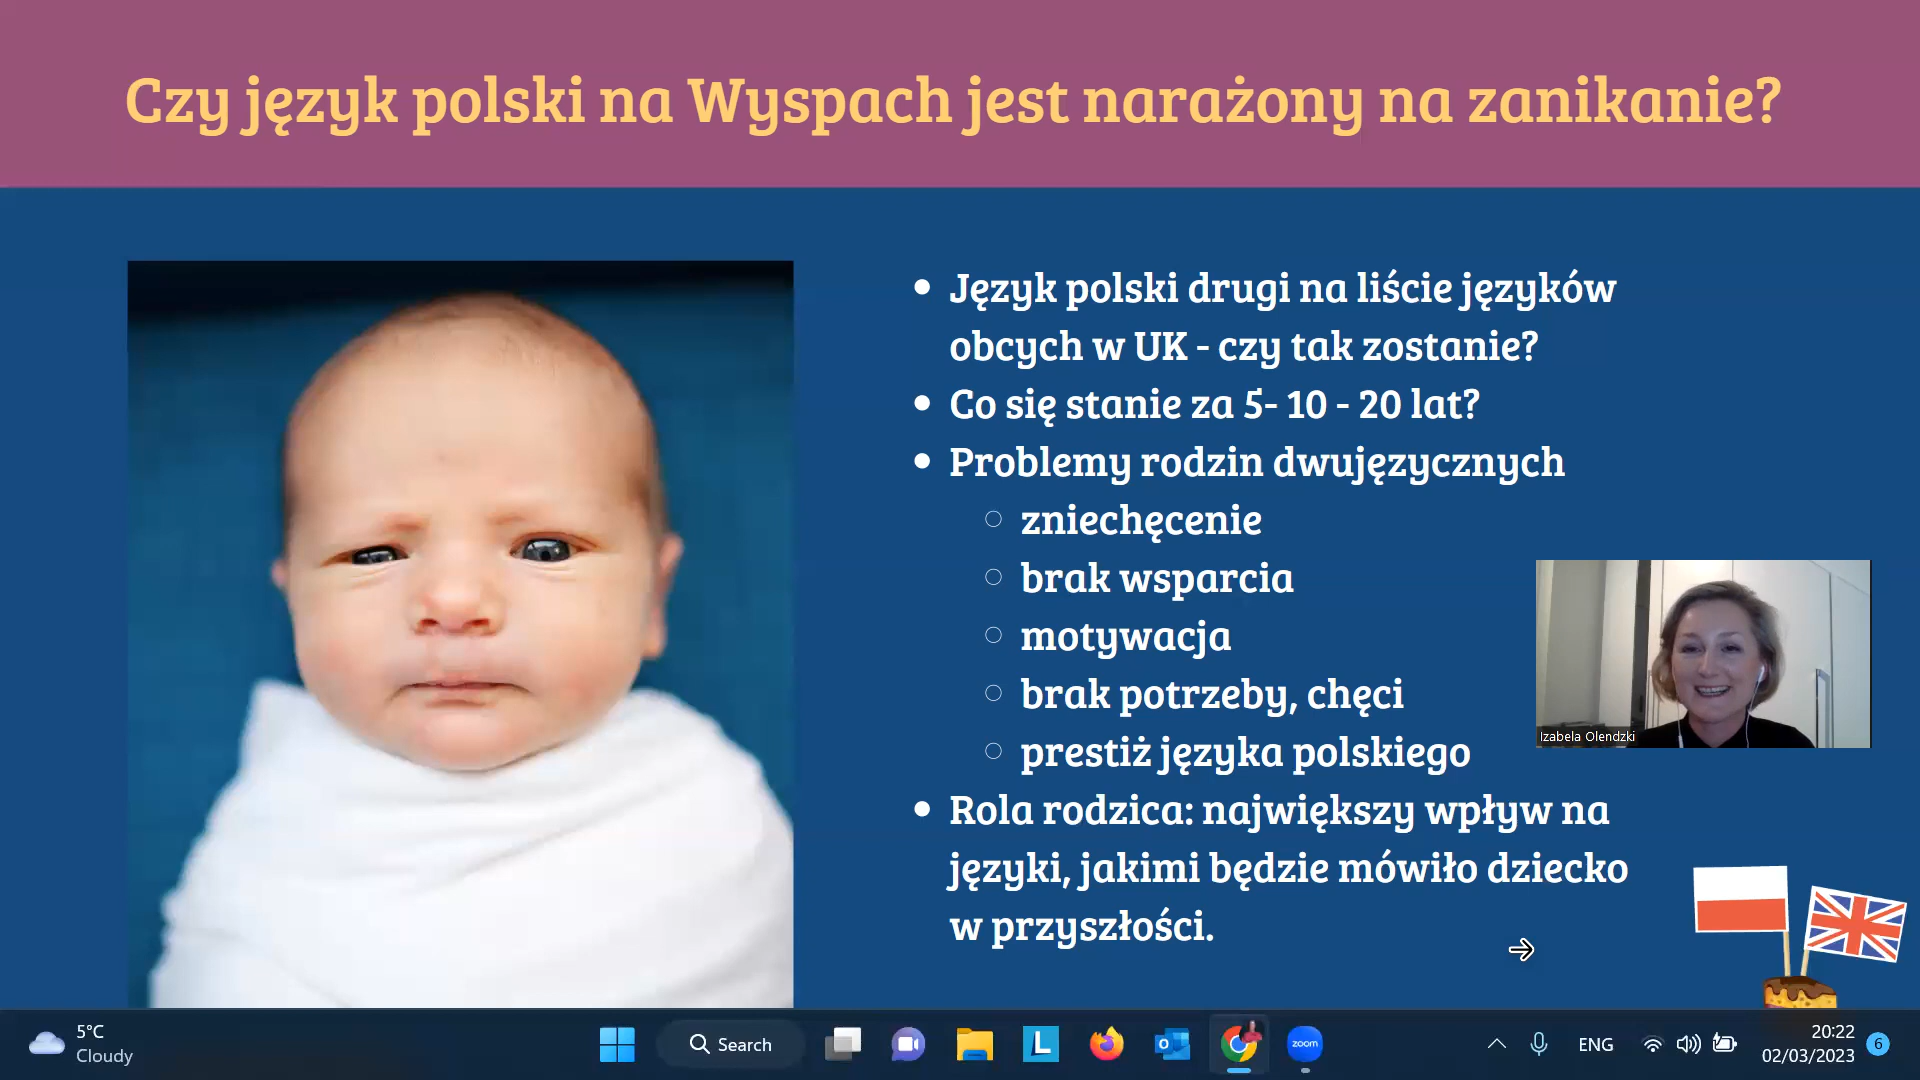 Czy język polski na Wyspach jest narażony na zanikanie?
Język polski drugi na liście języków
obcych w UK - czy tak zostanie?
Co się stanie za 5- 10 - 20 lat?
Problemy rodzin dwujęzycznych
zniechęcenie
brak wsparcia
motywacja
brak potrzeby, chęci
prestiż języka polskiego
Rola rodzica: największy wpływ na
języki, jakimi będzie mówiło dziecko
w przyszłości.
Izabela Olendzki
5°C
Cloudy
Search
L
o
zoom
ENG
20:22
02/03/2023
6